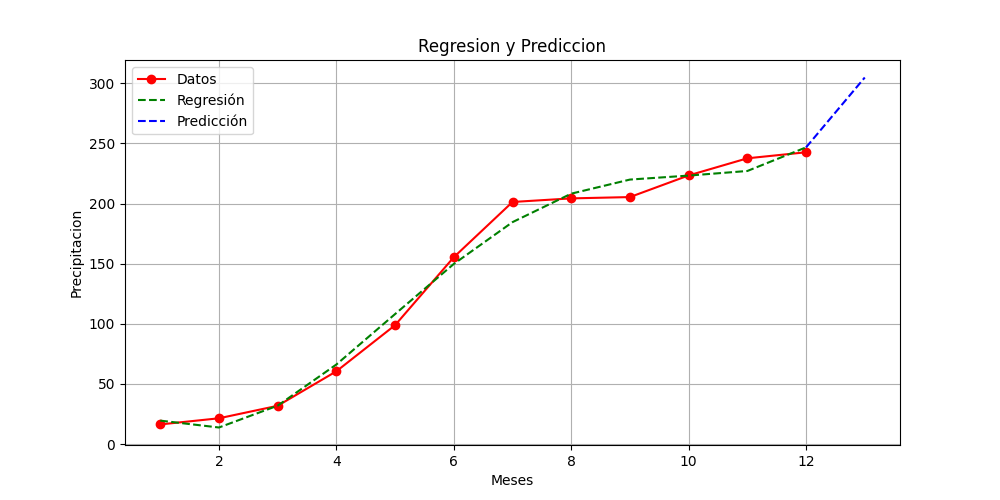 Regresion y Prediccion
Datos
Regresión
Predicción
Precipitacion
300
250
200
150
100
50
0
2 4 6 8 10 12
Meses